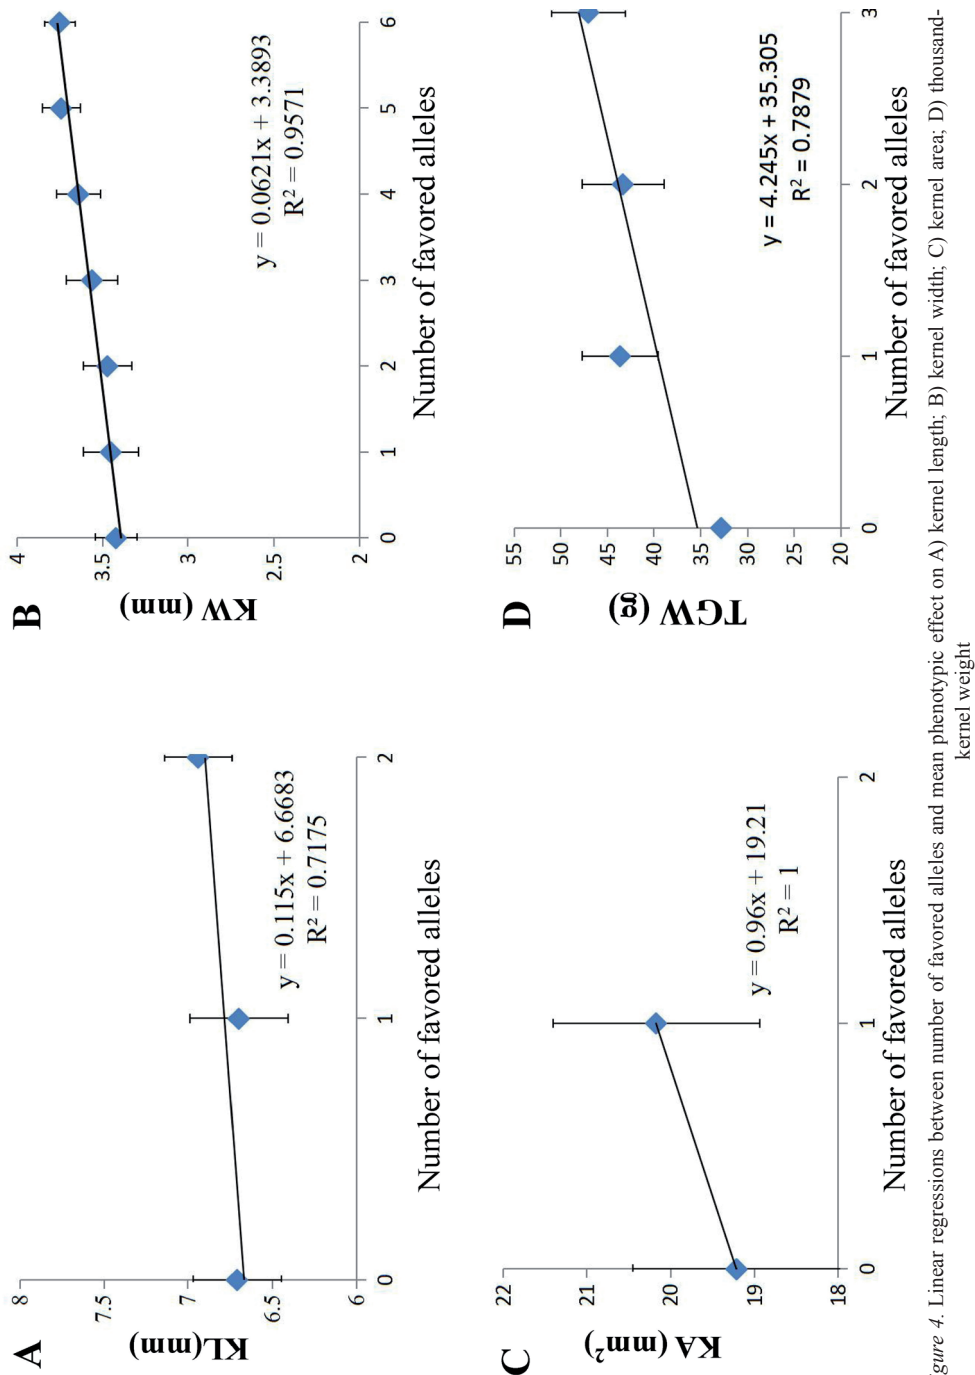 A
8
7.5
7
6.5
6
KL(mm)
y = 0.115x + 6.6683
R² = 0.7175
0
1
2
Number of favored alleles
B
4
3.5
3
2.5
2
KW (mm)
y = 0.0621x + 3.3893
R² = 0.9571
0
1
2
3
4
5
6
Number of favored alleles
C
22
21
20
19
18
KA (mm²)
y = 0.96x + 19.21
R² = 1
0
1
2
Number of favored alleles
D
55
50
45
40
35
30
25
20
TGW (g)
y = 4.245x + 35.305
R² = 0.7879
0
1
2
3
Number of favored alleles
gure 4. Linear regressions between number of favored alleles and mean phenotypic effect on A) kernel length; B) kernel width; C) kernel area; D) thousand-
kernel weight